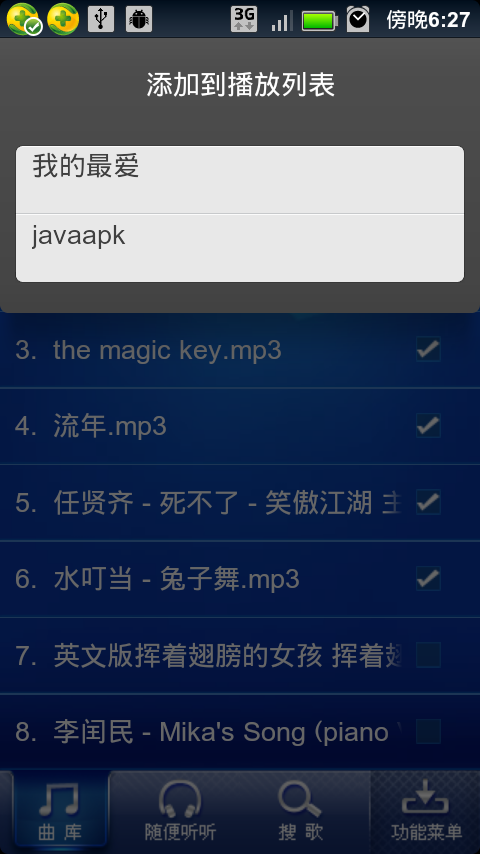 3G 傍晚6:27
添加到播放列表
我的最爱
javaapk
3. the magic key.mp3
4. 流年.mp3
5. 任贤齐 - 死不了 - 笑傲江湖 主
6. 水叮当 - 兔子舞.mp3
7. 英文版挥着翅膀的女孩 挥着翅
8. 李闰民 - Mika's Song (piano
曲 库 随便听听 搜 歌 功能菜单